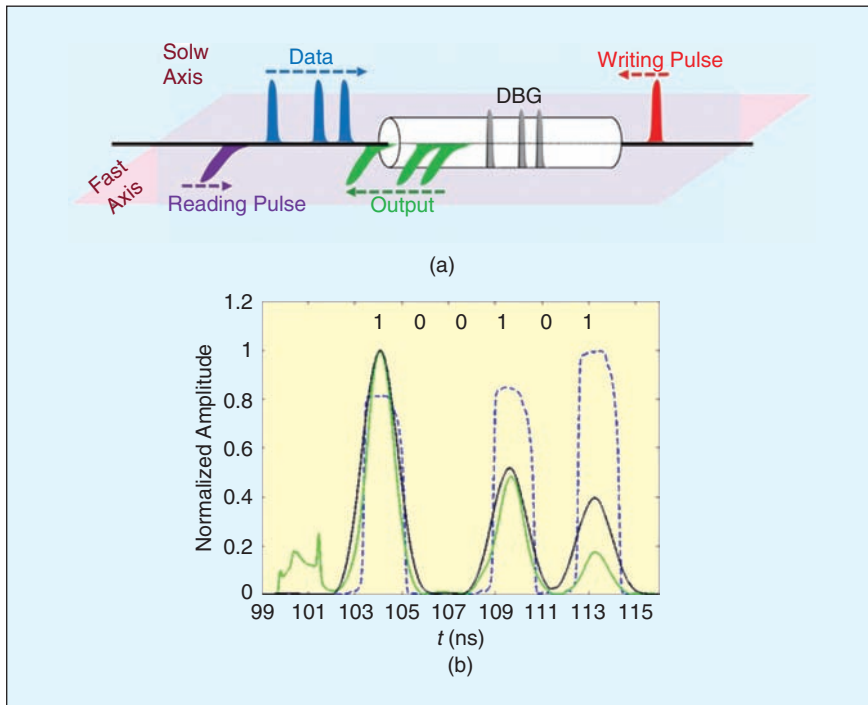 Solw
Axis
Data
Writing Pulse
DBG
Fast
Axis
Reading Pulse
Output
(a)
1.2
1 0 0 1 0 1
1
0.8
0.6
0.4
0.2
0
Normalized Amplitude
99 101 103 105 107 109 111 113 115
t (ns)
(b)